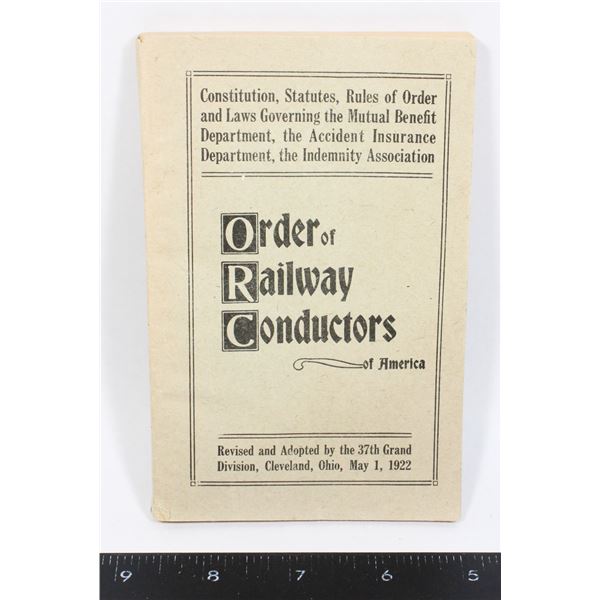 Constitution, Statutes, Rules of Order
and Laws Governing the Mutual Benefit
Department, the Accident Insurance
Department, the Indemnity Association
Order of
Railway
Conductors
of America
Revised and Adopted by the 37th Grand
Division, Cleveland, Ohio, May 1, 1922
9 8 7 6 5